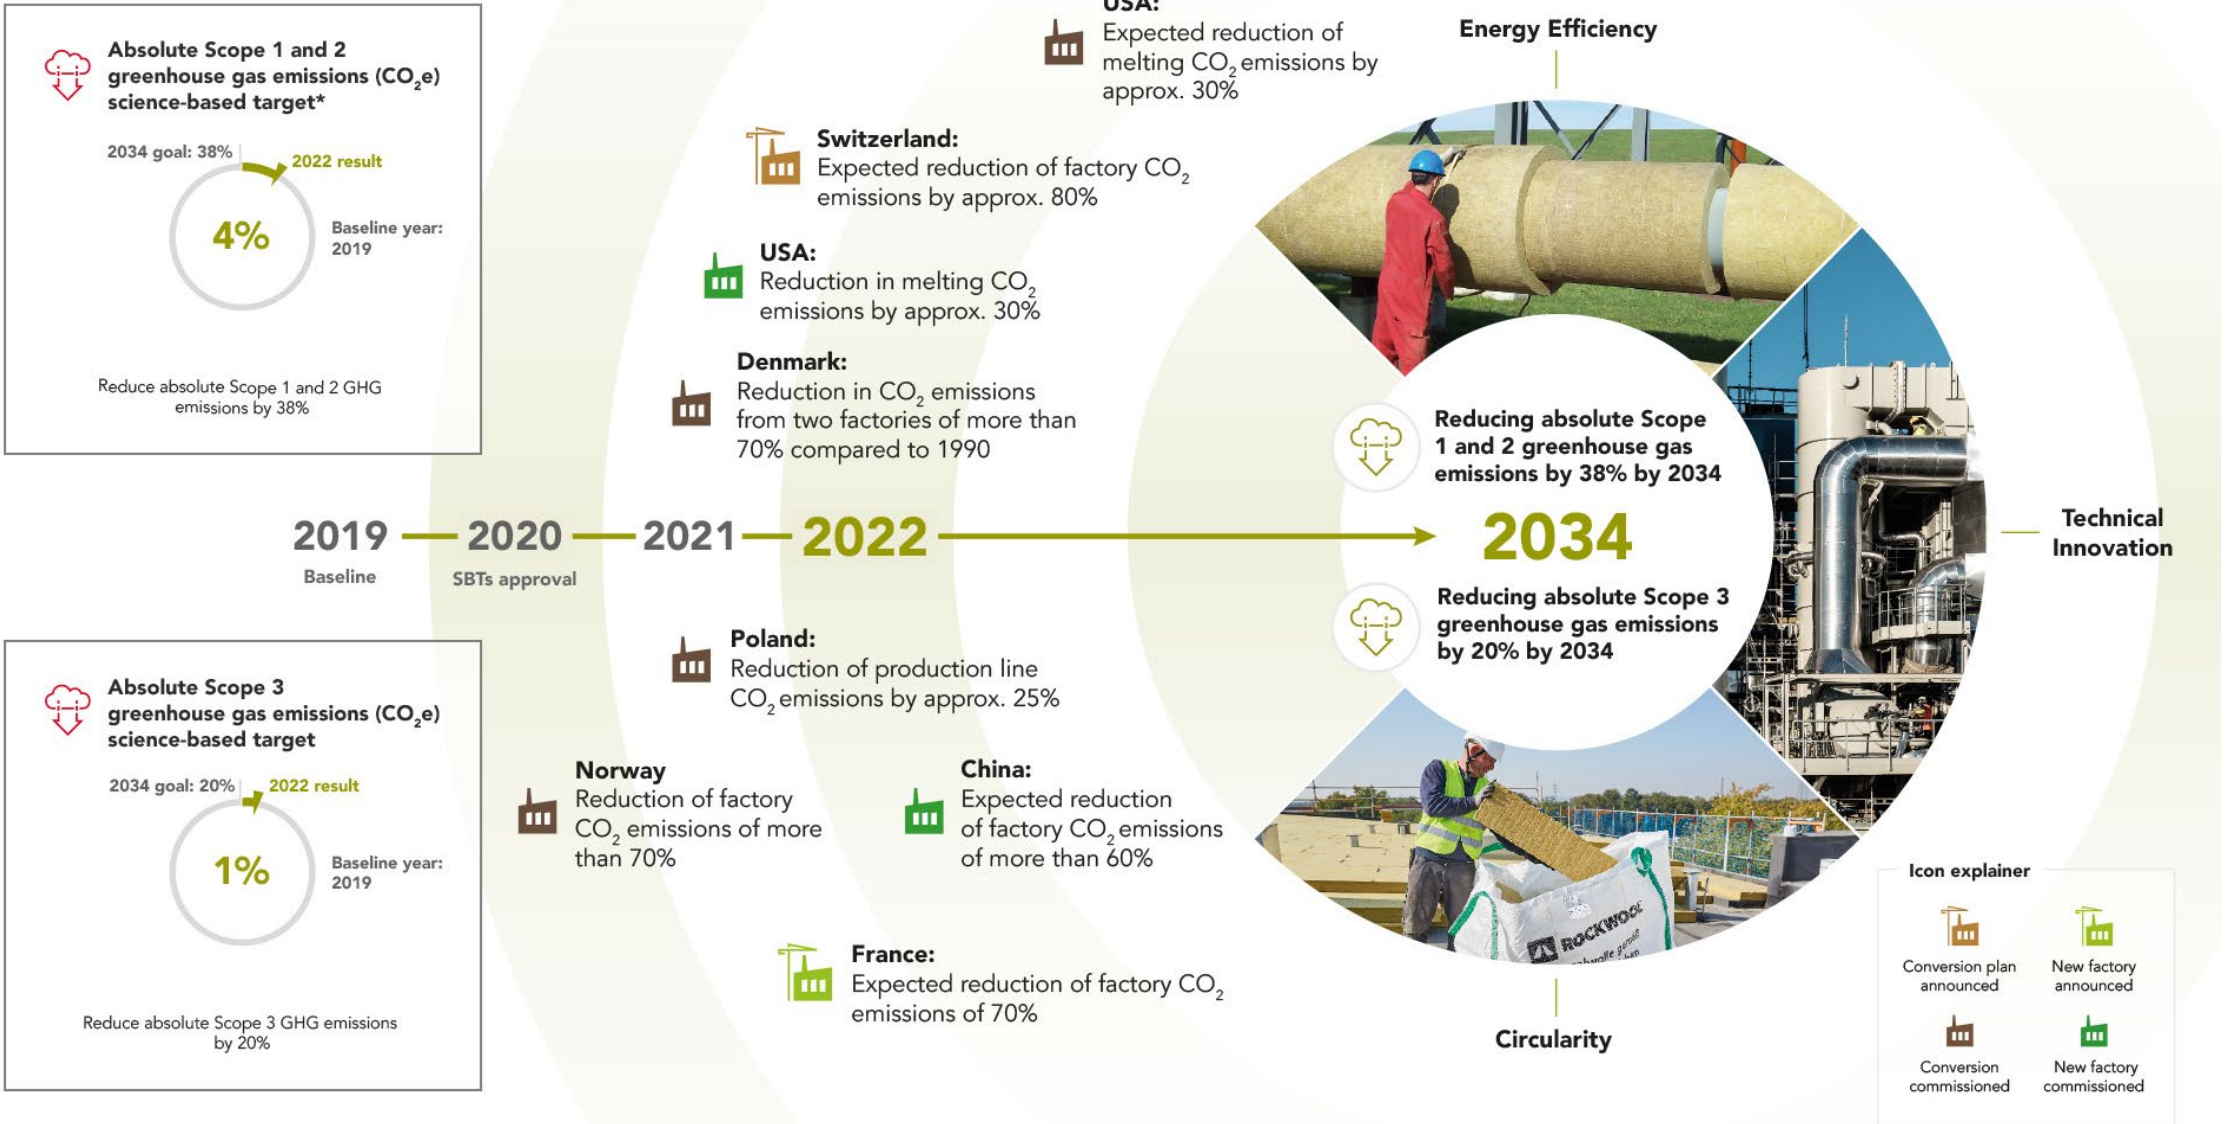 Absolute Scope 1 and 2
greenhouse gas emissions (CO₂e)
science-based target*
2034 goal: 38%
2022 result
4%
Baseline year:
2019
Reduce absolute Scope 1 and 2 GHG
emissions by 38%
USA:
Expected reduction of
melting CO₂ emissions by
approx. 30%
Switzerland:
Expected reduction of factory CO₂
emissions by approx. 80%
USA:
Reduction in melting CO₂
emissions by approx. 30%
Denmark:
Reduction in CO₂ emissions
from two factories of more than
70% compared to 1990
2019
Baseline
2020
SBTs approval
2021
2022
Absolute Scope 3
greenhouse gas emissions (CO₂e)
science-based target
2034 goal: 20%
2022 result
1%
Baseline year:
2019
Reduce absolute Scope 3 GHG emissions
by 20%
Poland:
Reduction of production line
CO₂ emissions by approx. 25%
Norway
Reduction of factory
CO₂ emissions of more
than 70%
China:
Expected reduction
of factory CO₂ emissions
of more than 60%
France:
Expected reduction of factory CO₂
emissions of 70%
Energy Efficiency
Reducing absolute Scope
1 and 2 greenhouse gas
emissions by 38% by 2034
2034
Reducing absolute Scope 3
greenhouse gas emissions
by 20% by 2034
Technical
Innovation
ROCKWOOL
Circularity
Icon explainer
Conversion plan
announced
New factory
announced
Conversion
commissioned
New factory
commissioned